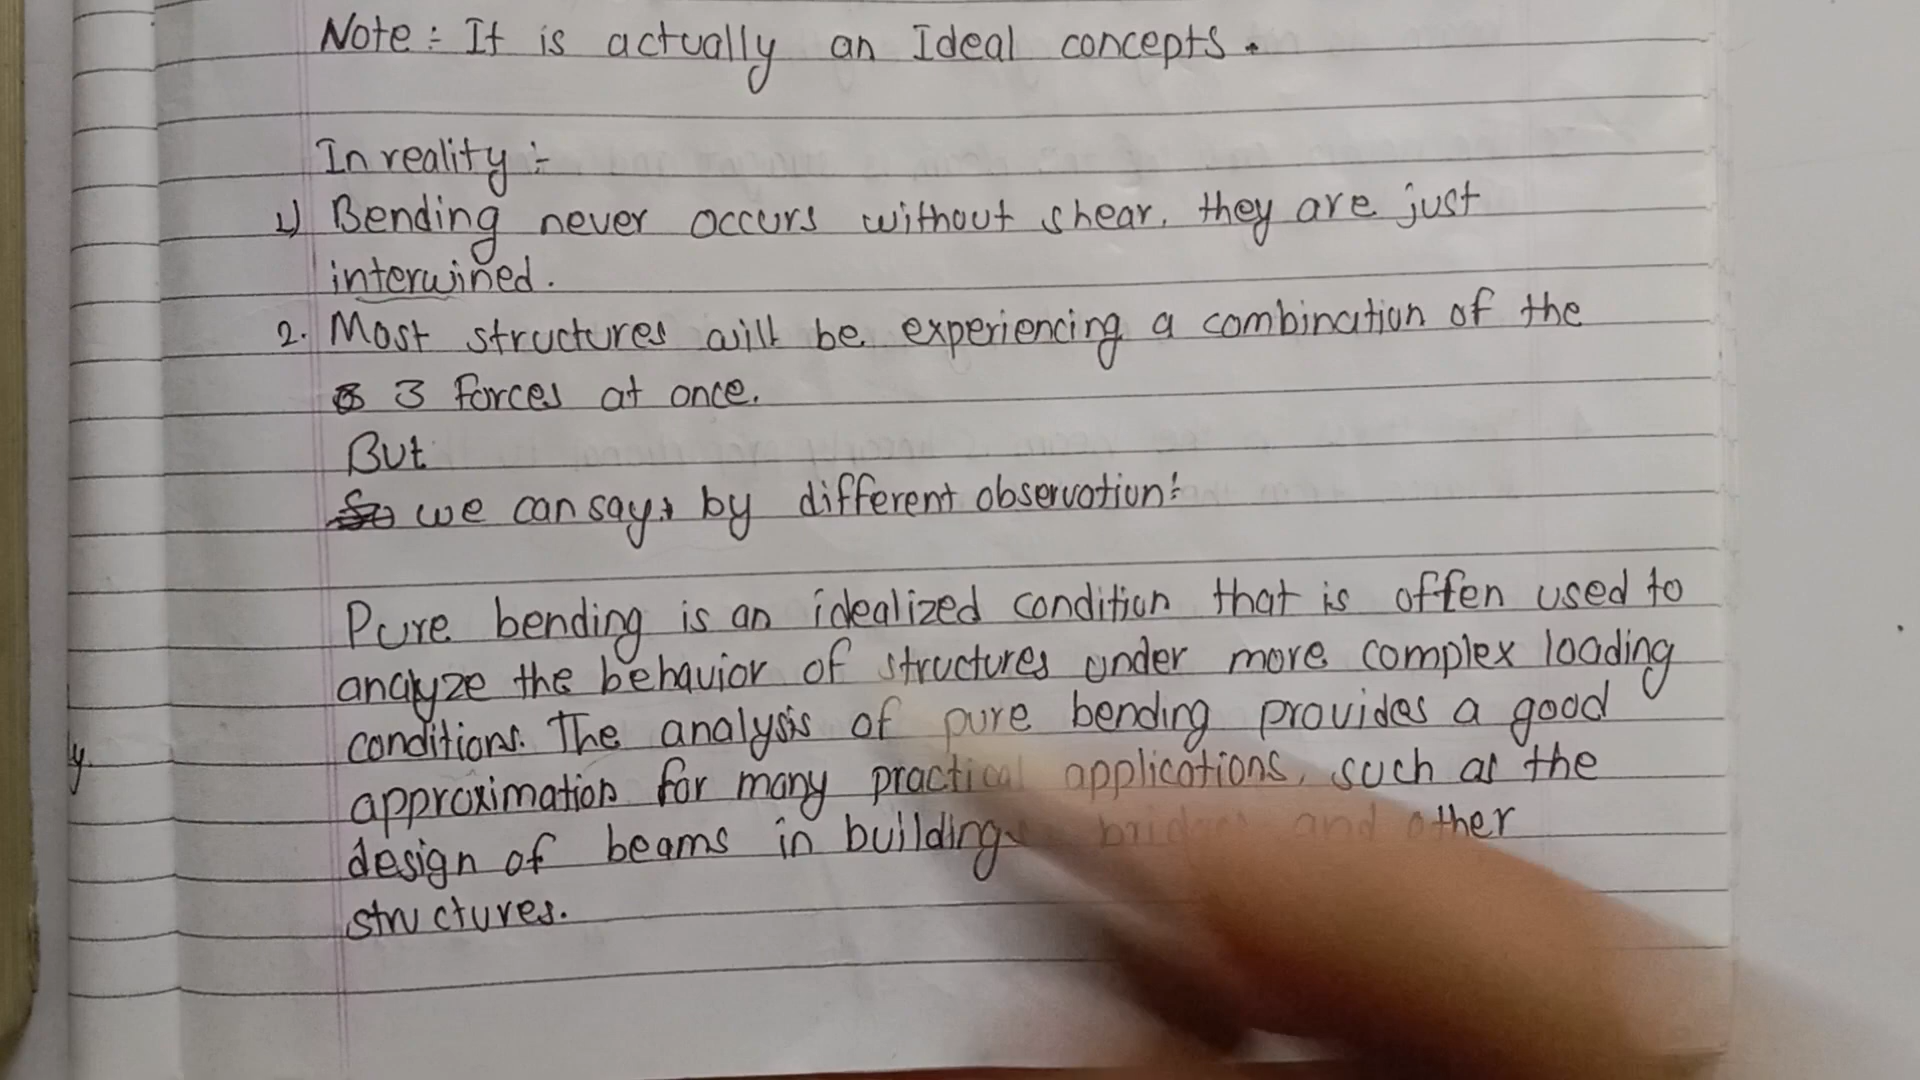 Note : It is actually an Ideal concepts.
In reality :-
1) Bending never occurs without shear, they are just
interwined.
2. Most structures will be experiencing a combination of the
3 forces at once.
But
we can say, by different observation:
Pure bending is an idealized condition that is often used to
analyze the behavior of structures under more complex loading
conditions. The analysis of pure bending provides a good
approximation for many practical applications, such as the
design of beams in buildings bridges and other
structures.
y.